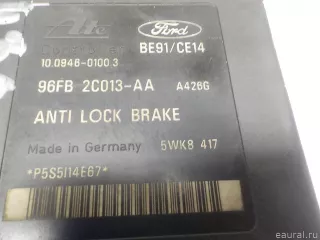 Ate Ford
BE91/CE14
10.0946-0100.3
96FB 2C013-AA A426G
ANTI LOCK BRAKE
Made in Germany 5WK8 417
*P5S5I14E67*
eaural.ru